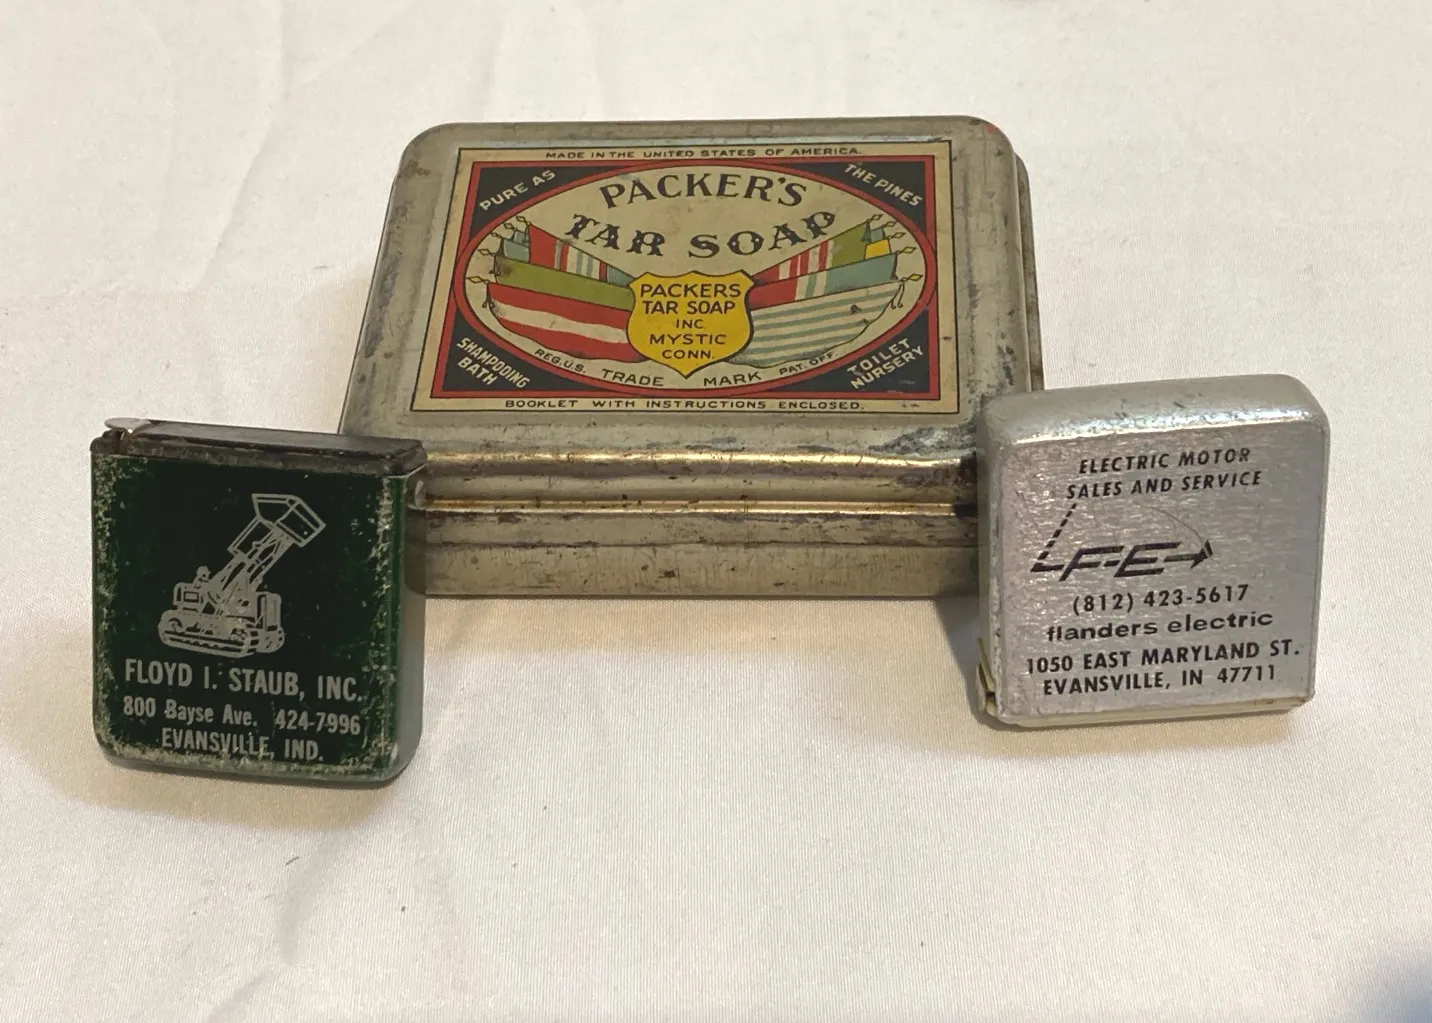 MADE IN THE UNITED STATES OF AMERICA.
PURE AS
THE PINES
PACKER'S
TAR SOAP
PACKERS
TAR SOAP
INC.
MYSTIC
CONN.
SHAMPOOING
BATH
TOILET
NURSERY
REG. U.S. TRADE MARK PAT. OFF.
BOOKLET WITH INSTRUCTIONS ENCLOSED.
FLOYD I. STAUB, INC.
800 Bayse Ave. 424-7996
EVANSVILLE, IND.
ELECTRIC MOTOR
SALES AND SERVICE
FE
(812) 423-5617
flanders electric
1050 EAST MARYLAND ST.
EVANSVILLE, IN 47711